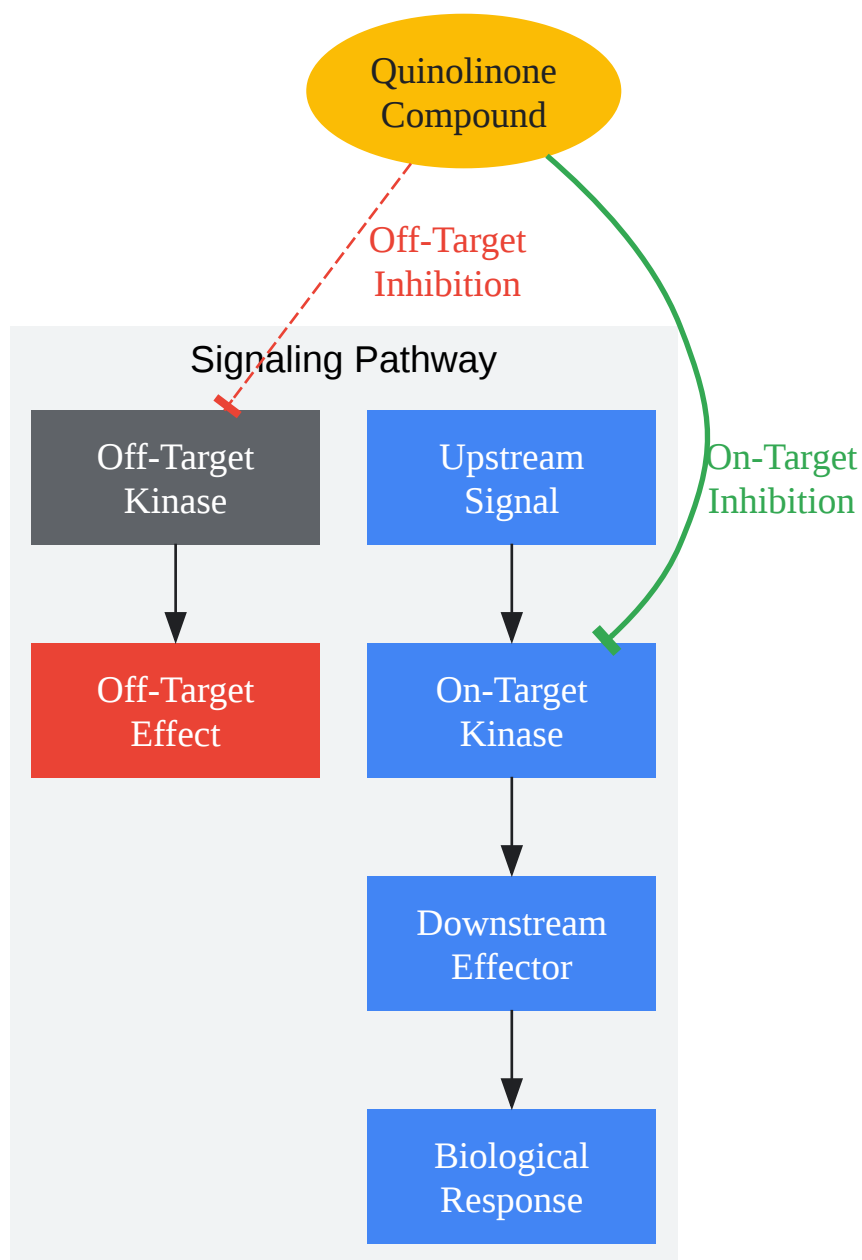 Quinolinone
Compound
Off-Target
Inhibition
Signaling Pathway
Off-Target
Kinase
Upstream
Signal
On-Target
Inhibition
Off-Target
Effect
On-Target
Kinase
Downstream
Effector
Biological
Response